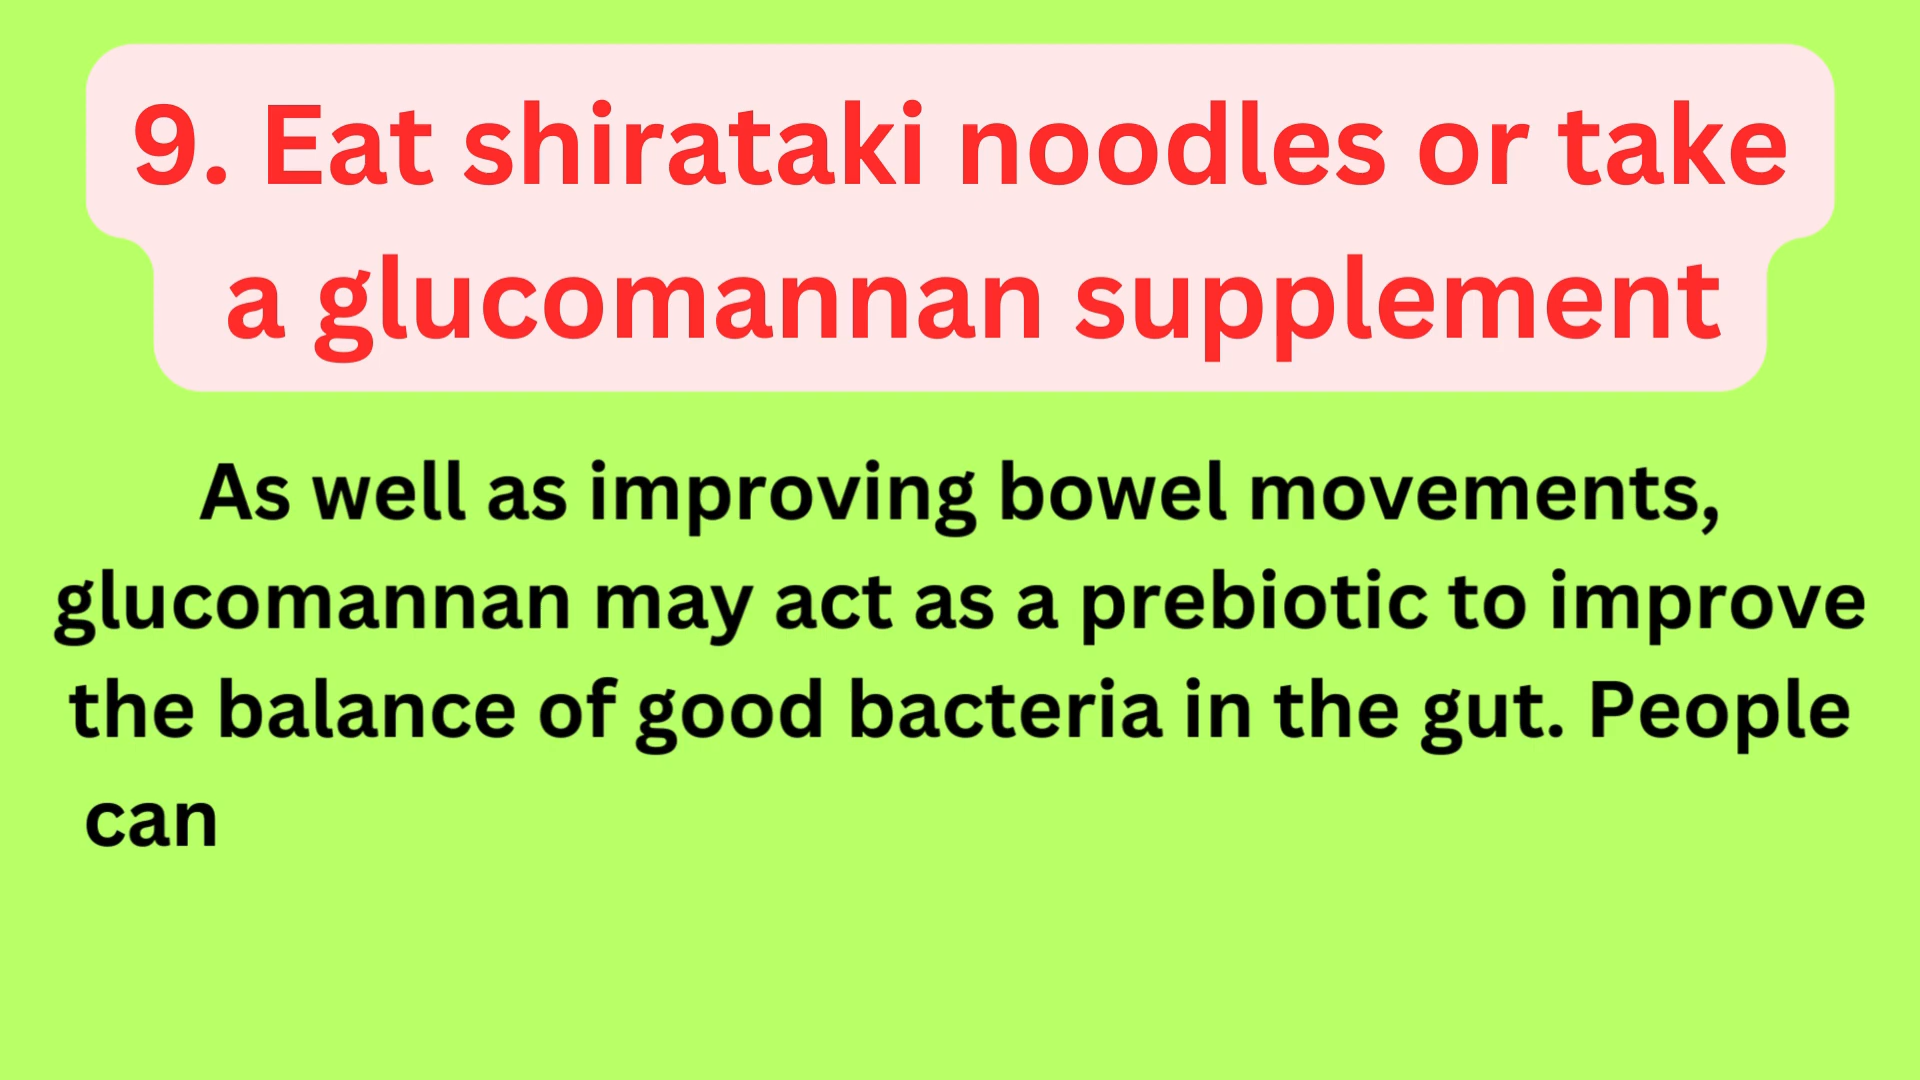 9. Eat shirataki noodles or take
a glucomannan supplement
As well as improving bowel movements,
glucomannan may act as a prebiotic to improve
the balance of good bacteria in the gut. People
can